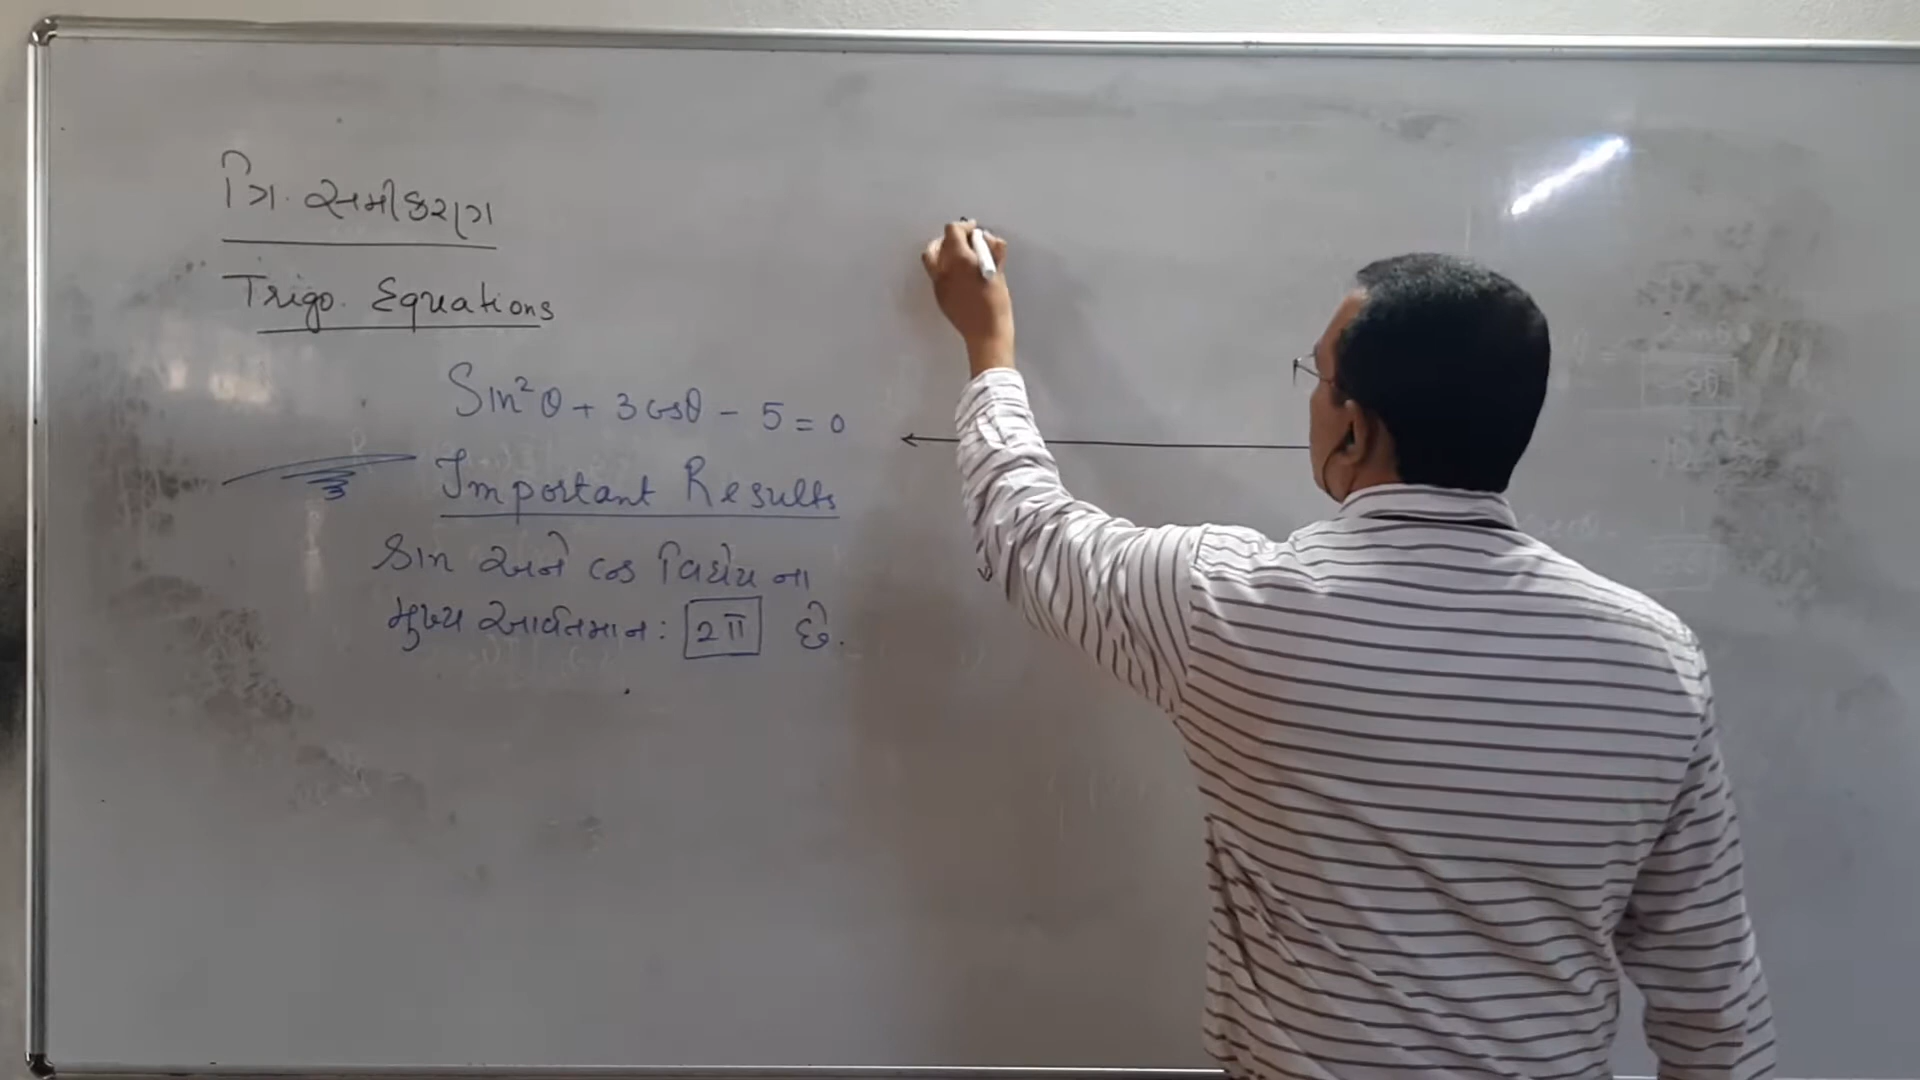 ત્રિ. સમીકરણ
Trigo. Equations
Sin²θ + 3cosθ - 5 = 0
Important Results
Sin અને cos વિધેય ના
મુખ્ય આવર્તમાન : 2π છે.